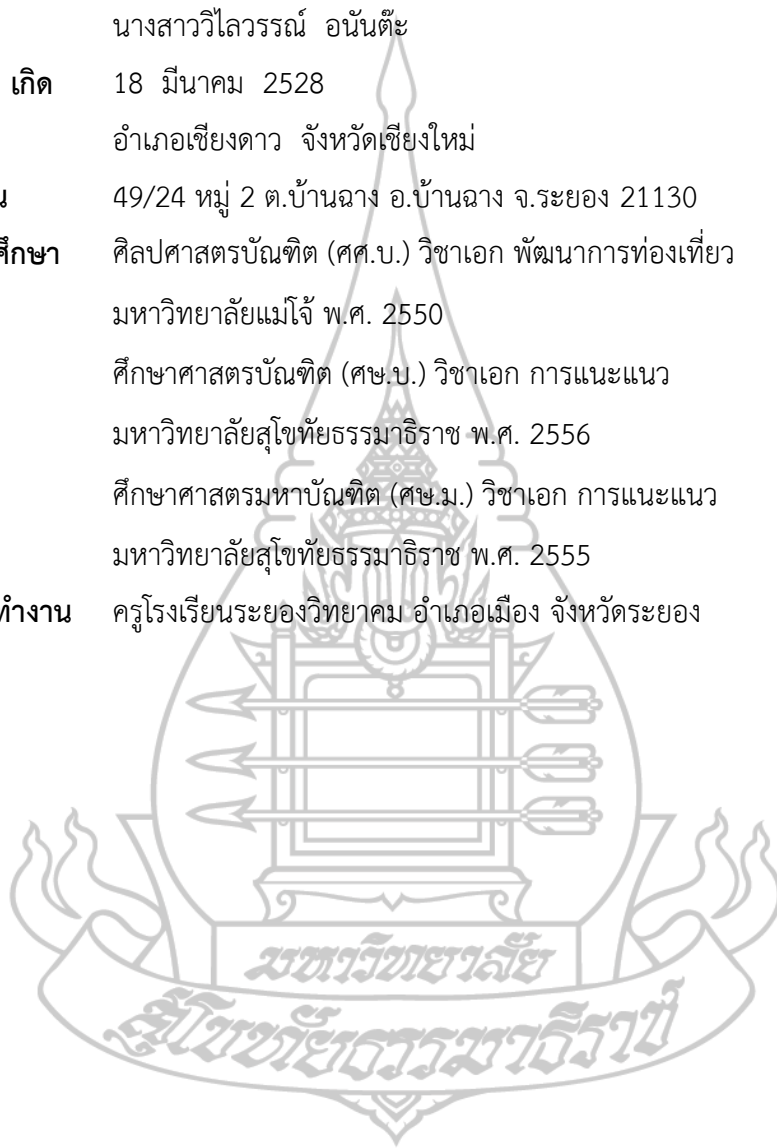 นางสาววิไลวรรณ์ อนันต๊ะ
เกิด 18 มีนาคม 2528
อำเภอเชียงดาว จังหวัดเชียงใหม่
น 49/24 หมู่ 2 ต.บ้านฉาง อ.บ้านฉาง จ.ระยอง 21130
ศึกษา ศิลปศาสตรบัณฑิต (ศศ.บ.) วิชาเอก พัฒนาการท่องเที่ยว
มหาวิทยาลัยแม่โจ้ พ.ศ. 2550
ศึกษาศาสตรบัณฑิต (ศษ.บ.) วิชาเอก การแนะแนว
มหาวิทยาลัยสุโขทัยธรรมาธิราช พ.ศ. 2556
ศึกษาศาสตรมหาบัณฑิต (ศษ.ม.) วิชาเอก การแนะแนว
มหาวิทยาลัยสุโขทัยธรรมาธิราช พ.ศ. 2555
ทำงาน ครูโรงเรียนระยองวิทยาคม อำเภอเมือง จังหวัดระยอง
มหาวิทยาลัย
สุโขทัยธรรมาธิราช